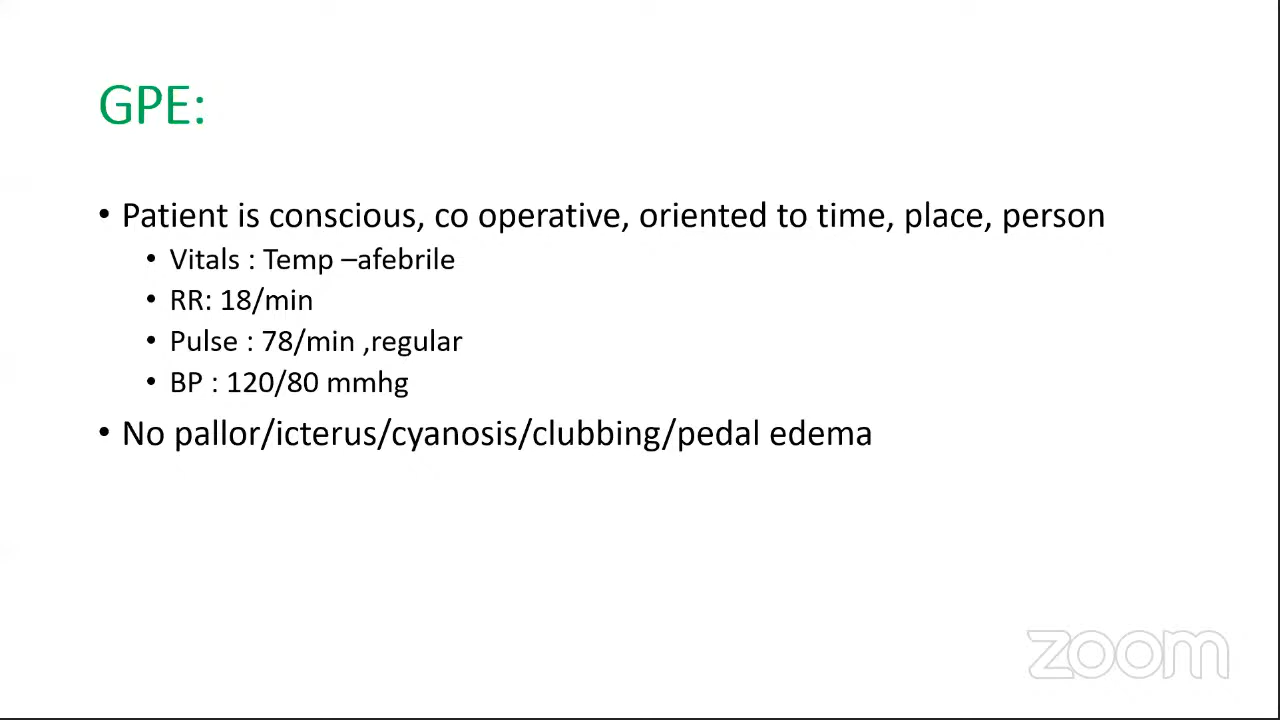 GPE:
• Patient is conscious, co operative, oriented to time, place, person
• Vitals : Temp –afebrile
• RR: 18/min
• Pulse : 78/min ,regular
• BP : 120/80 mmhg
• No pallor/icterus/cyanosis/clubbing/pedal edema
zoom